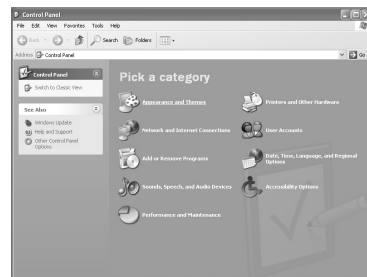 Control Panel
File Edit View Favorites Tools Help
Back Search Folders
Address Control Panel Go
Control Panel
Switch to Classic View
See Also
Windows Update
Help and Support
Other Control Panel
Options
Pick a category
Appearance and Themes
Printers and Other Hardware
Network and Internet Connections
User Accounts
Add or Remove Programs
Date, Time, Language, and Regional
Options
Sounds, Speech, and Audio Devices
Accessibility Options
Performance and Maintenance